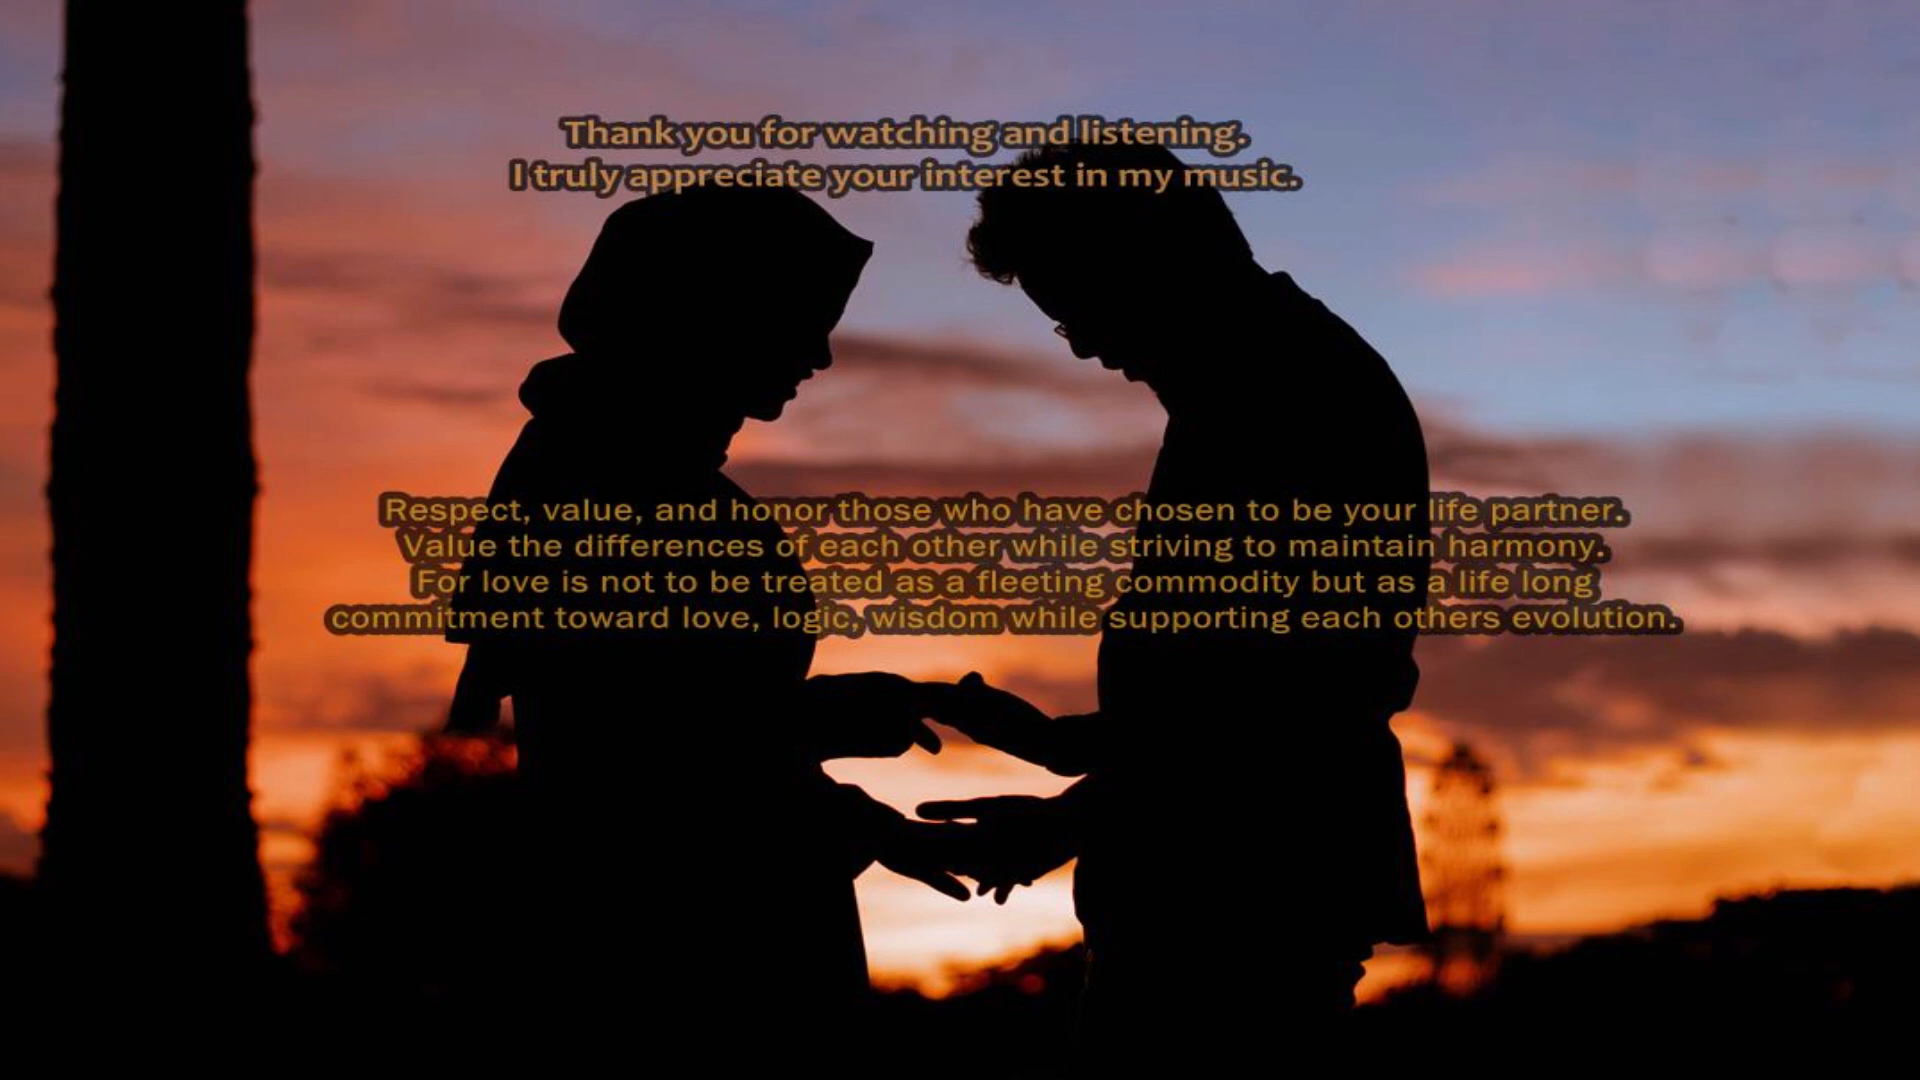 Thank you for watching and listening.
I truly appreciate your interest in my music.
Respect, value, and honor those who have chosen to be your life partner.
Value the differences of each other while striving to maintain harmony.
For love is not to be treated as a fleeting commodity but as a life long
commitment toward love, logic, wisdom while supporting each others evolution.